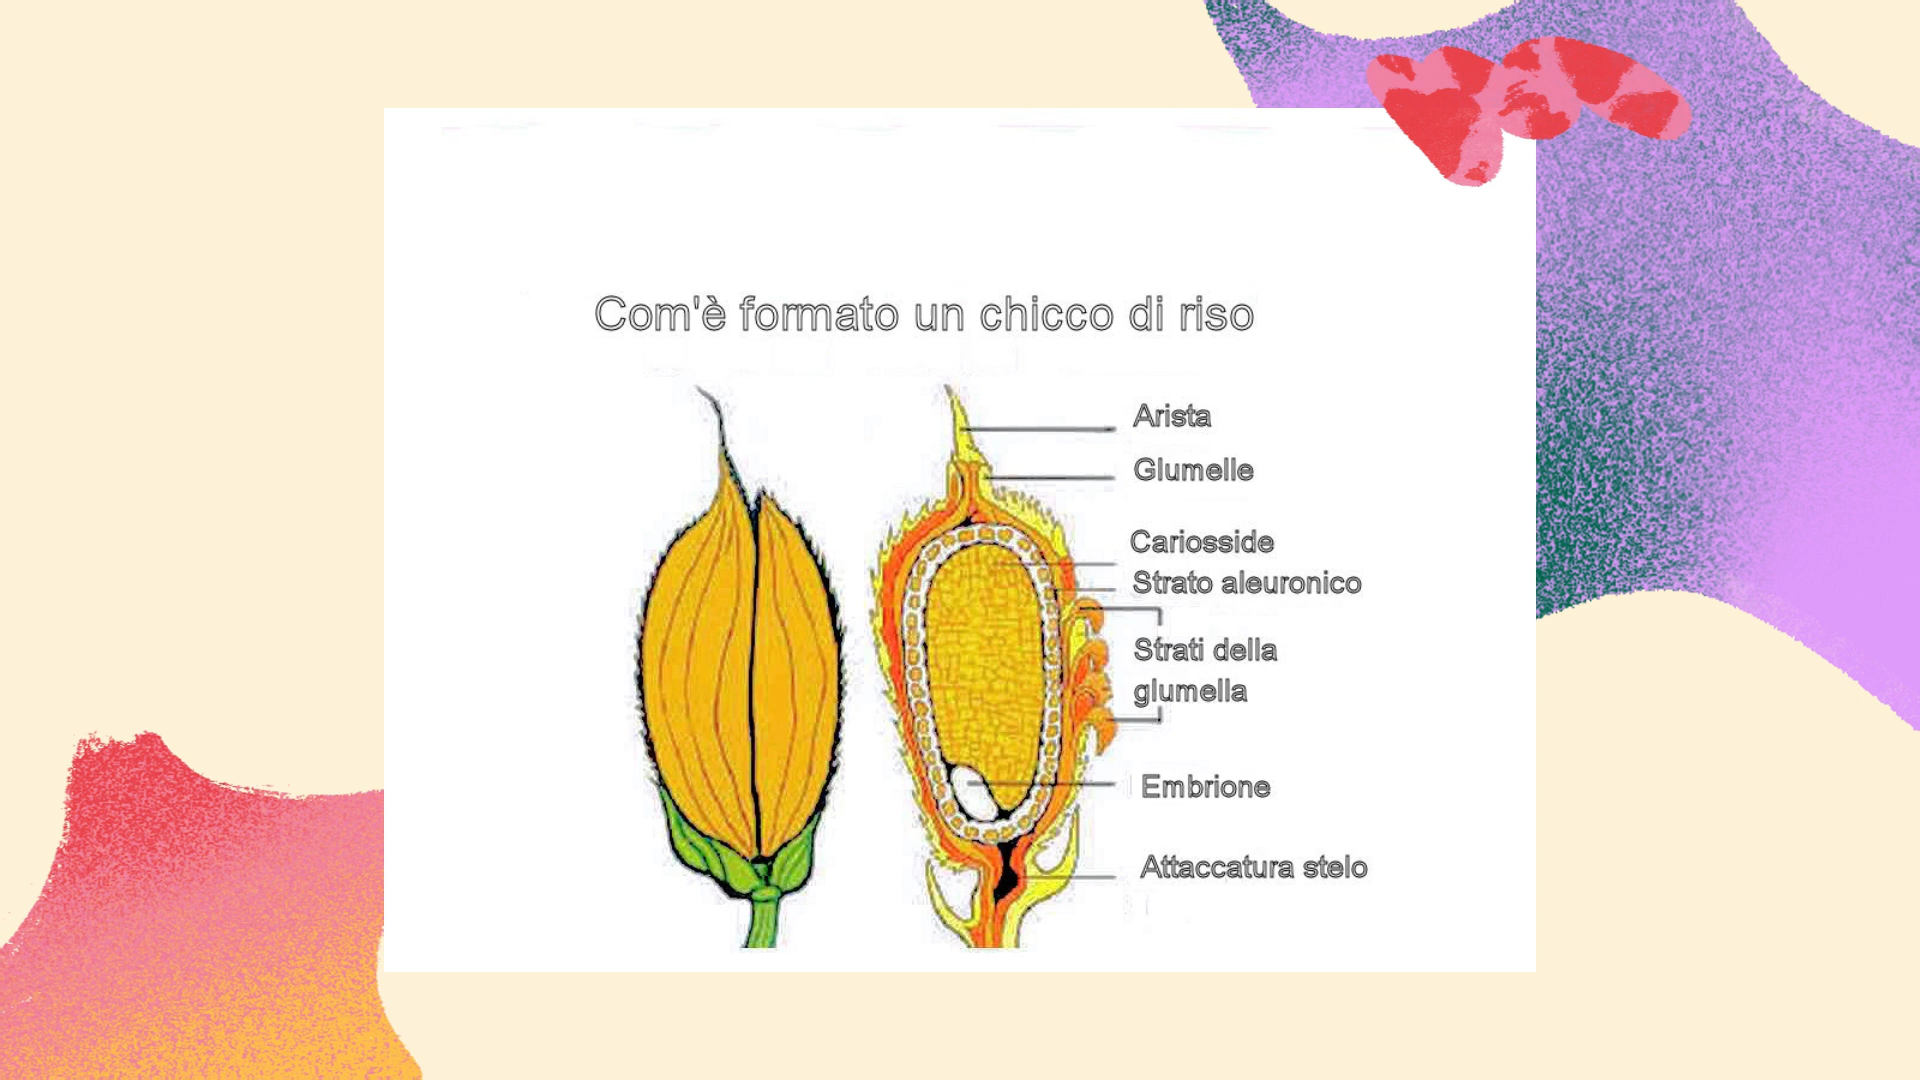 Com'è formato un chicco di riso
Arista
Glumelle
Cariosside
Strato aleuronico
Strati della
glumella
Embrione
Attaccatura stelo